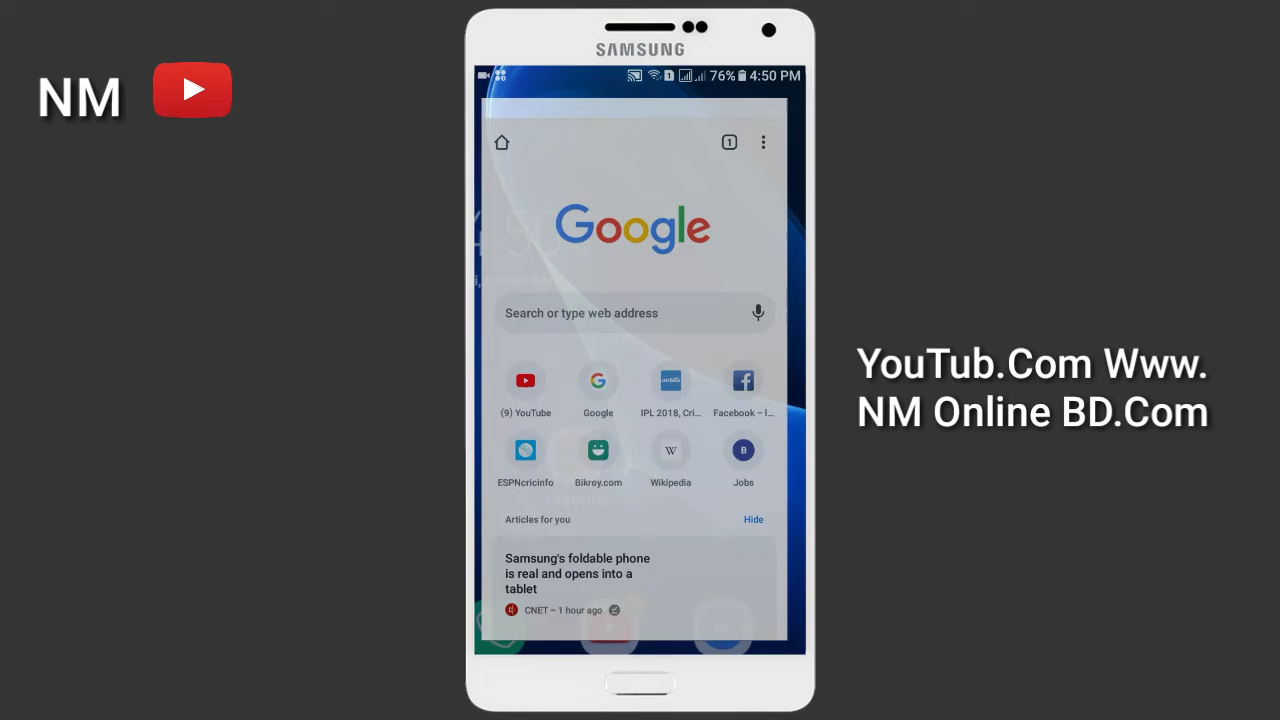 NM
SAMSUNG
1 76% 4:50 PM
1
Google
Search or type web address
(9) YouTube Google IPL 2018, Cri... Facebook – l...
W B
ESPNcricinfo Bikroy.com Wikipedia Jobs
Articles for you Hide
Samsung's foldable phone
is real and opens into a
tablet
CNET – 1 hour ago
YouTub.Com Www.
NM Online BD.Com